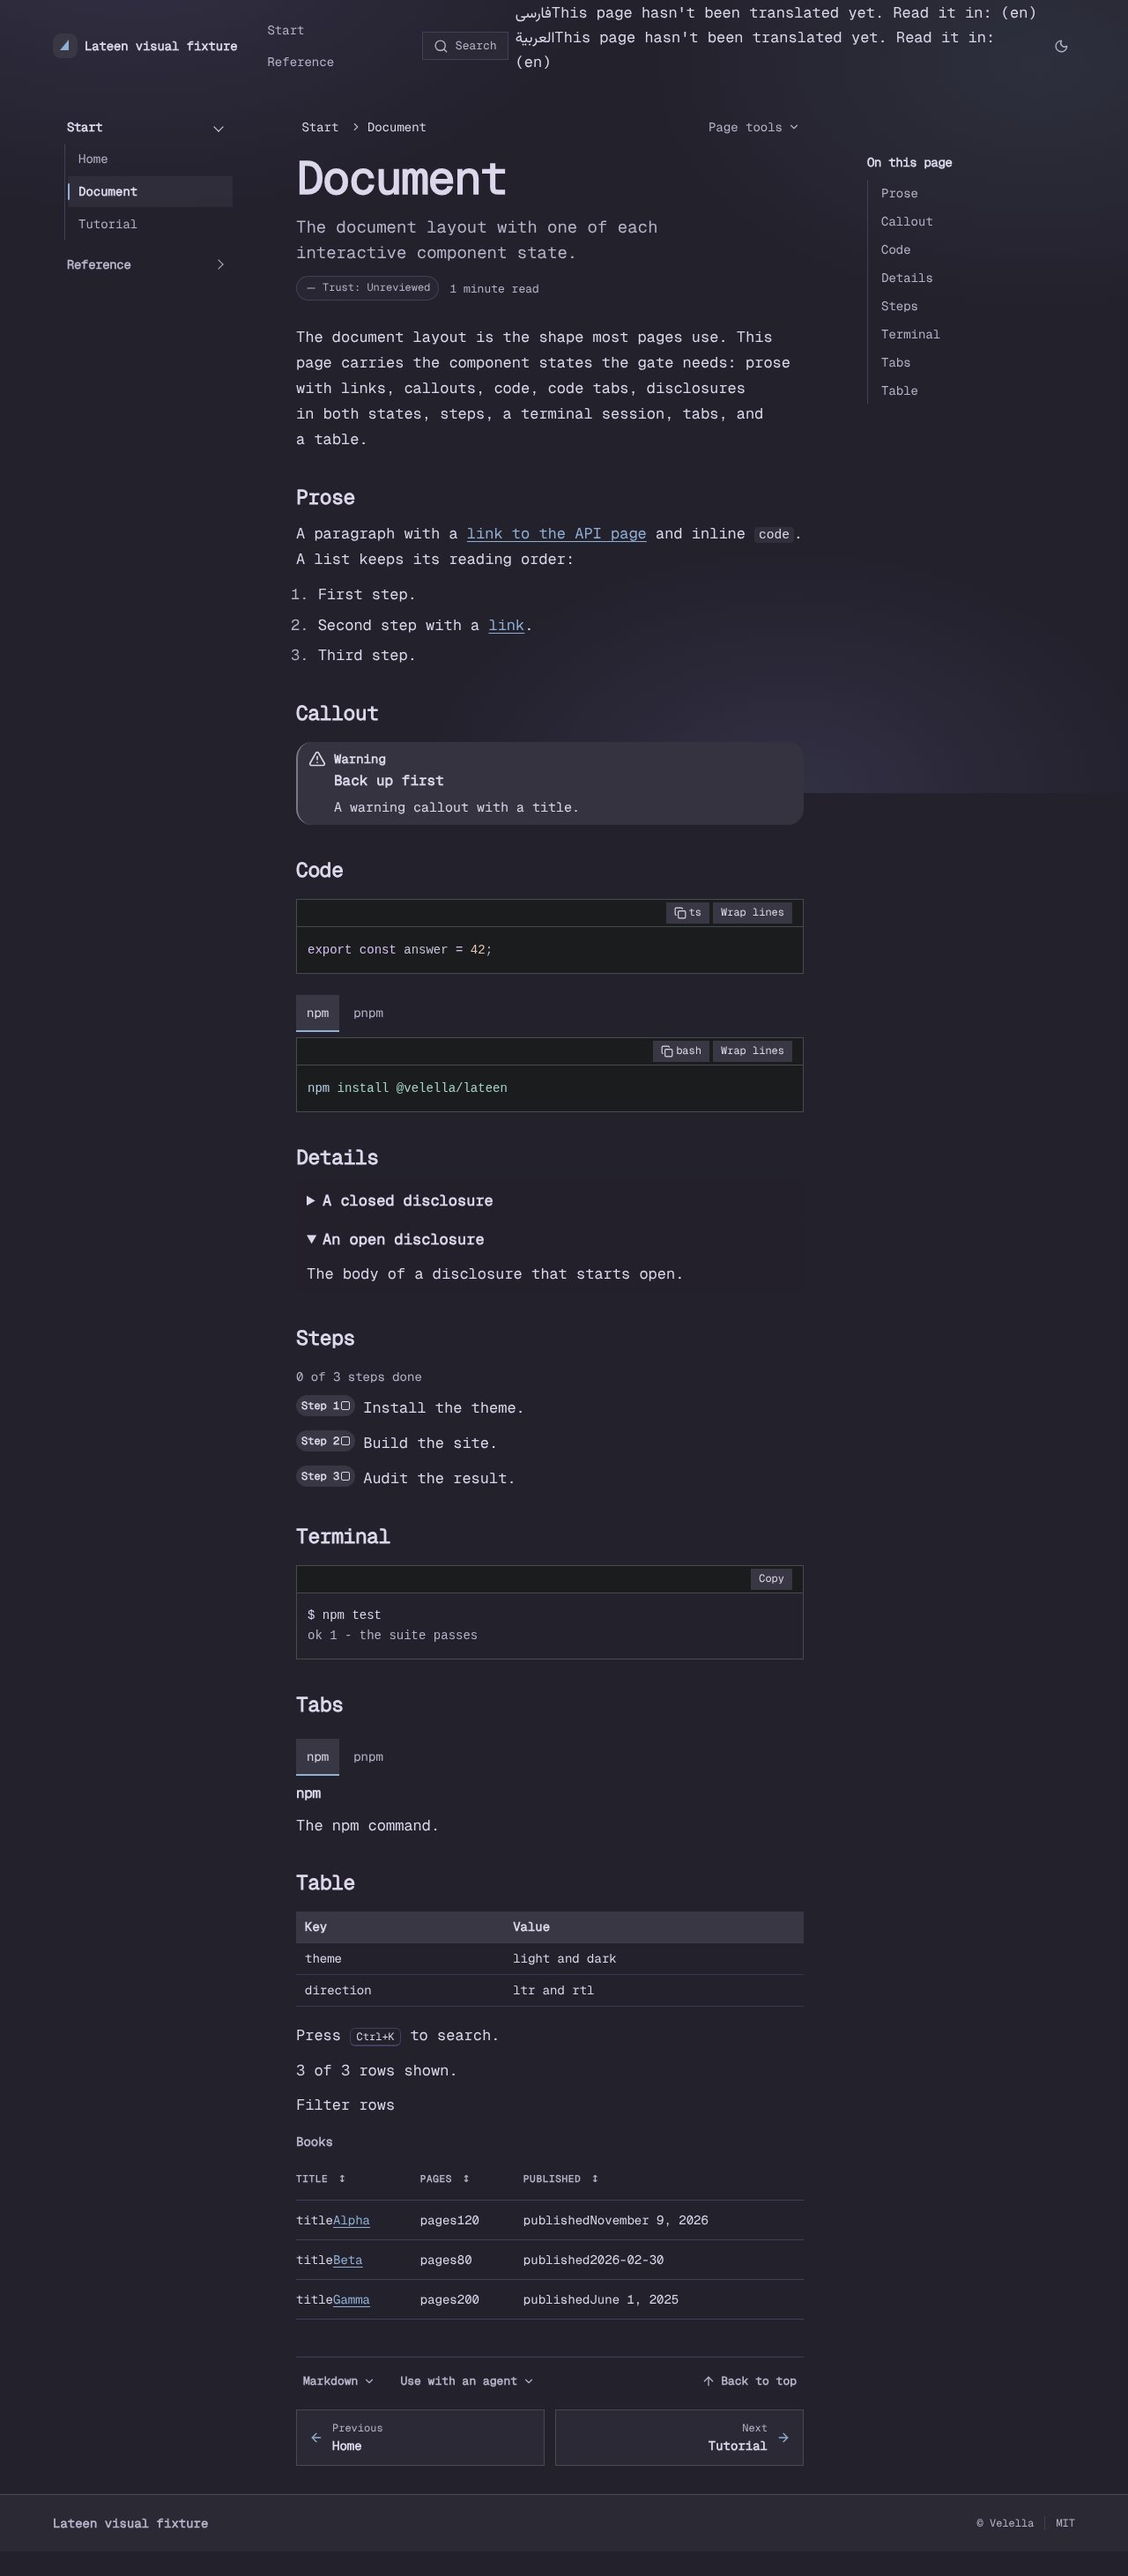 Lateen visual fixture
Start
Reference
Search
فارسیThis page hasn't been translated yet. Read it in: (en)
العربيةThis page hasn't been translated yet. Read it in:
(en)
Start
Home
Document
Tutorial
Reference
Start > Document
Page tools
Document
The document layout with one of each
interactive component state.
— Trust: Unreviewed
1 minute read
The document layout is the shape most pages use. This
page carries the component states the gate needs: prose
with links, callouts, code, code tabs, disclosures
in both states, steps, a terminal session, tabs, and
a table.
Prose
A paragraph with a link to the API page and inline code.
A list keeps its reading order:
1. First step.
2. Second step with a link.
3. Third step.
Callout
Warning
Back up first
A warning callout with a title.
Code
ts
Wrap lines
export const answer = 42;
npm
pnpm
bash
Wrap lines
npm install @velella/lateen
Details
A closed disclosure
An open disclosure
The body of a disclosure that starts open.
Steps
0 of 3 steps done
Step 1 Install the theme.
Step 2 Build the site.
Step 3 Audit the result.
Terminal
Copy
$ npm test
ok 1 - the suite passes
Tabs
npm
pnpm
npm
The npm command.
Table
Key Value
theme light and dark
direction ltr and rtl
Press Ctrl+K to search.
3 of 3 rows shown.
Filter rows
Books
TITLE ↕ PAGES ↕ PUBLISHED ↕
titleAlpha pages120 publishedNovember 9, 2026
titleBeta pages80 published2026-02-30
titleGamma pages200 publishedJune 1, 2025
Markdown
Use with an agent
↑ Back to top
← Previous
Home
Next →
Tutorial
On this page
Prose
Callout
Code
Details
Steps
Terminal
Tabs
Table
Lateen visual fixture
© Velella
MIT